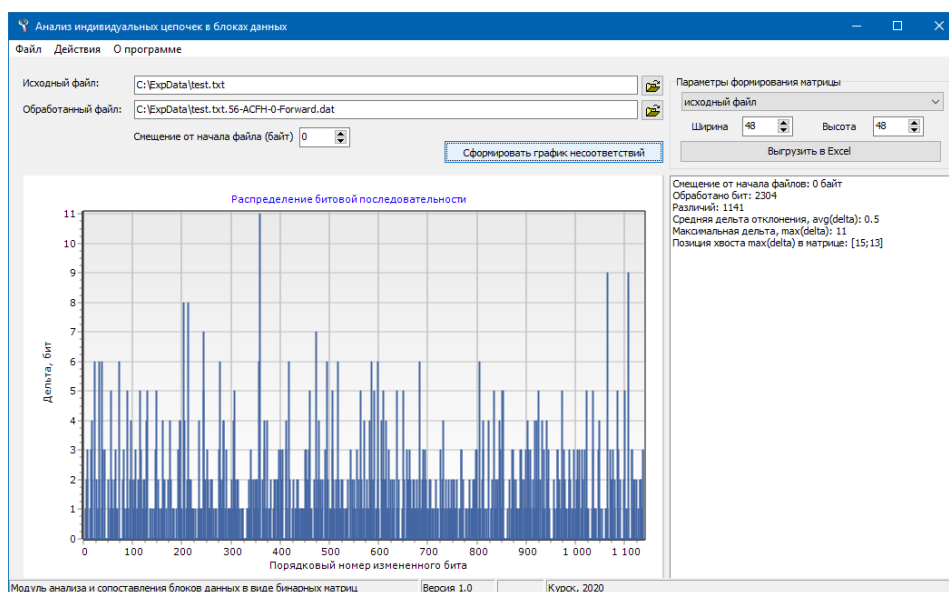 Анализ индивидуальных цепочек в блоках данных
Файл Действия О программе
Исходный файл: C:\ExpData\test.txt
Обработанный файл: C:\ExpData\test.txt.56-ACFH-0-Forward.dat
Смещение от начала файла (байт) 0
Сформировать график несоответствий
Параметры формирования матрицы
исходный файл
Ширина 48 Высота 48
Выгрузить в Excel
Распределение битовой последовательности
11
10
9
8
7
6
5
4
3
2
1
0
Дельта, бит
0 100 200 300 400 500 600 700 800 900 1 000 1 100
Порядковый номер измененного бита
Смещение от начала файлов: 0 байт
Обработано бит: 2304
Различий: 1141
Средняя дельта отклонения, avg(delta): 0.5
Максимальная дельта, max(delta): 11
Позиция хвоста max(delta) в матрице: [15;13]
Модуль анализа и сопоставления блоков данных в виде бинарных матриц Версия 1.0 Курск, 2020